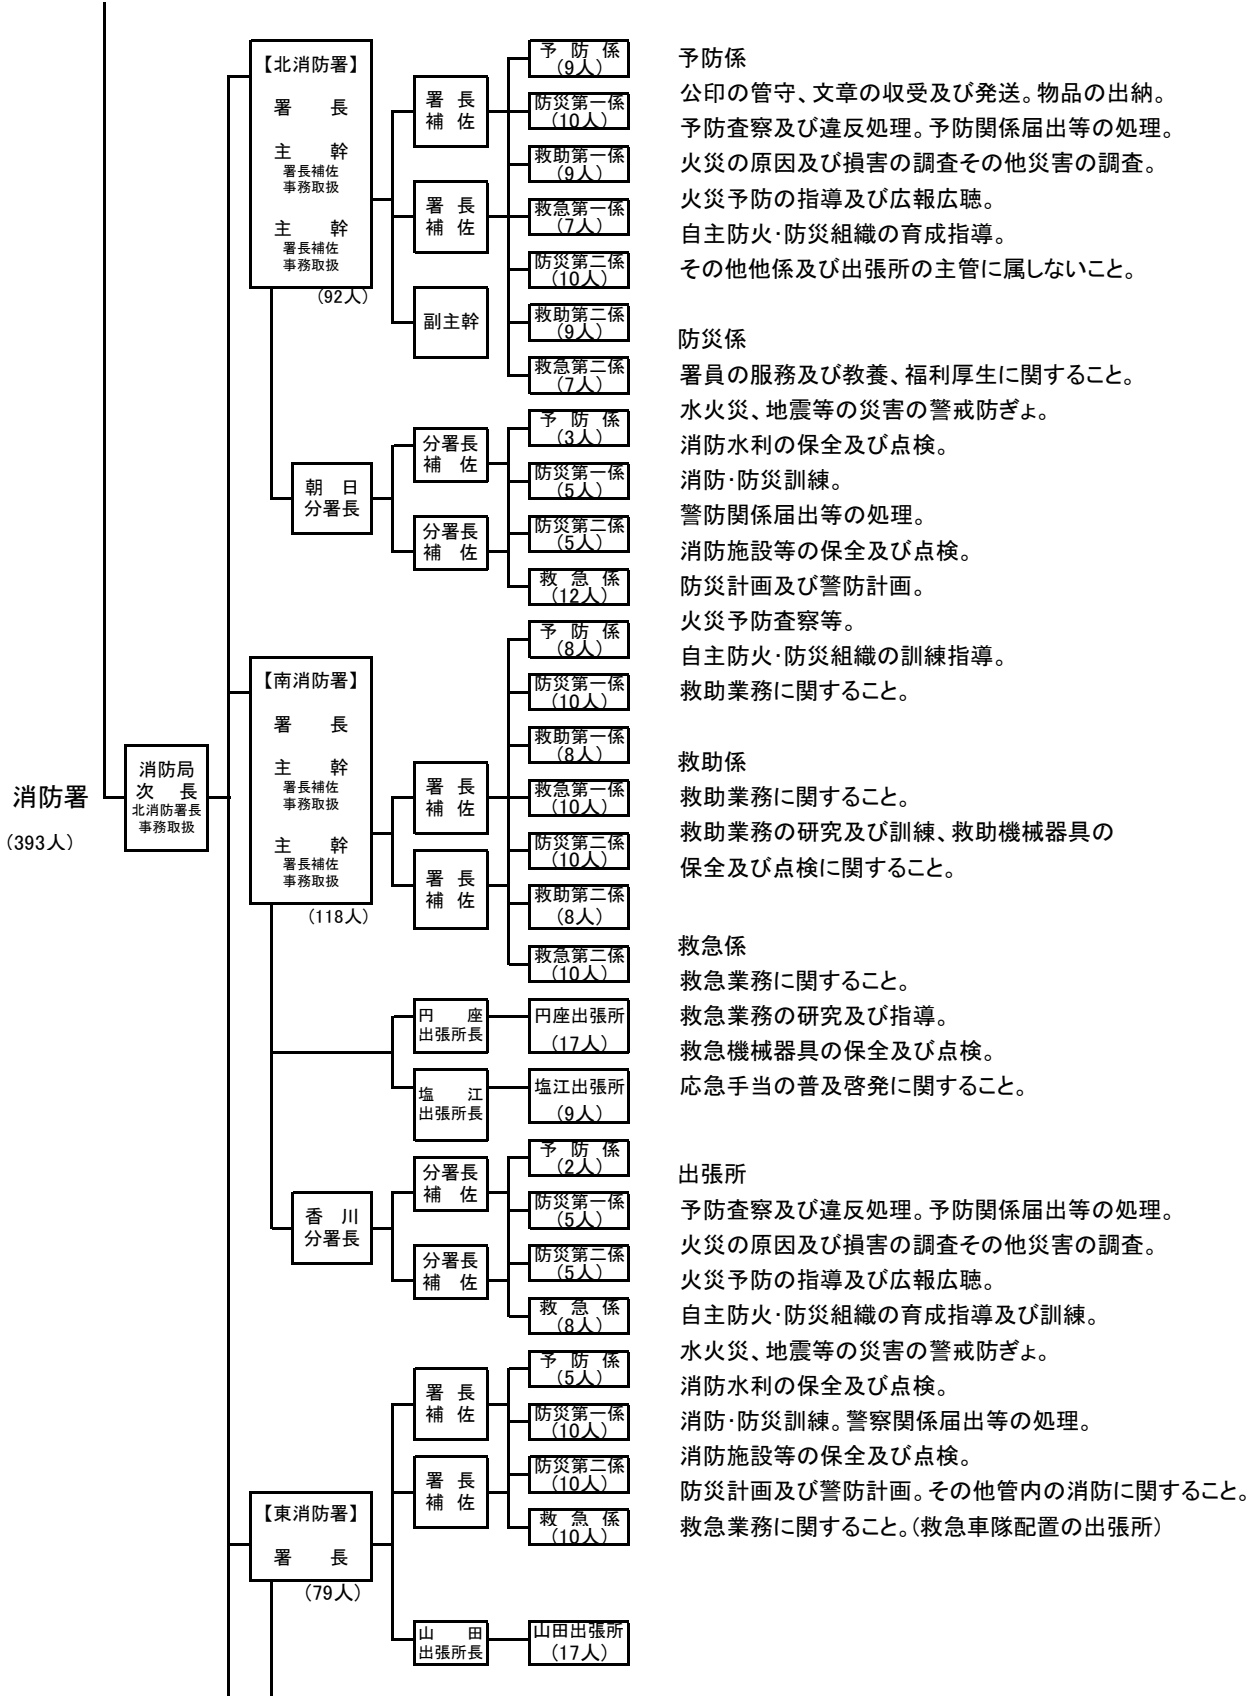 消防署
(393人)
消防局
次　長
北消防署長
事務取扱
【北消防署】
署　　長
主　　幹
署長補佐
事務取扱
主　　幹
署長補佐
事務取扱
(92人)
署　長
補　佐
署　長
補　佐
副主幹
予　防　係
(9人)
防災第一係
(10人)
救助第一係
(9人)
救急第一係
(7人)
防災第二係
(10人)
救助第二係
(9人)
救急第二係
(7人)
朝　日
分署長
分署長
補　佐
分署長
補　佐
予　防　係
(3人)
防災第一係
(5人)
防災第二係
(5人)
救　急　係
(12人)
【南消防署】
署　　長
主　　幹
署長補佐
事務取扱
主　　幹
署長補佐
事務取扱
(118人)
署　長
補　佐
署　長
補　佐
予　防　係
(8人)
防災第一係
(10人)
救助第一係
(8人)
救急第一係
(10人)
防災第二係
(10人)
救助第二係
(8人)
救急第二係
(10人)
円　　座
出張所長
円座出張所
(17人)
塩　　江
出張所長
塩江出張所
(9人)
香　川
分署長
分署長
補　佐
分署長
補　佐
予　防　係
(2人)
防災第一係
(5人)
防災第二係
(5人)
救　急　係
(8人)
【東消防署】
署　　長
(79人)
署　長
補　佐
署　長
補　佐
予　防　係
(5人)
防災第一係
(10人)
防災第二係
(10人)
救　急　係
(10人)
山　　田
出張所長
山田出張所
(17人)
予防係
公印の管守、文章の収受及び発送。物品の出納。
予防査察及び違反処理。予防関係届出等の処理。
火災の原因及び損害の調査その他災害の調査。
火災予防の指導及び広報広聴。
自主防火・防災組織の育成指導。
その他他係及び出張所の主管に属しないこと。
防災係
署員の服務及び教養、福利厚生に関すること。
水火災、地震等の災害の警戒防ぎょ。
消防水利の保全及び点検。
消防・防災訓練。
警防関係届出等の処理。
消防施設等の保全及び点検。
防災計画及び警防計画。
火災予防査察等。
自主防火・防災組織の訓練指導。
救助業務に関すること。
救助係
救助業務に関すること。
救助業務の研究及び訓練、救助機械器具の
保全及び点検に関すること。
救急係
救急業務に関すること。
救急業務の研究及び指導。
救急機械器具の保全及び点検。
応急手当の普及啓発に関すること。
出張所
予防査察及び違反処理。予防関係届出等の処理。
火災の原因及び損害の調査その他災害の調査。
火災予防の指導及び広報広聴。
自主防火・防災組織の育成指導及び訓練。
水火災、地震等の災害の警戒防ぎょ。
消防水利の保全及び点検。
消防・防災訓練。警察関係届出等の処理。
消防施設等の保全及び点検。
防災計画及び警防計画。その他管内の消防に関すること。
救急業務に関すること。(救急車隊配置の出張所)